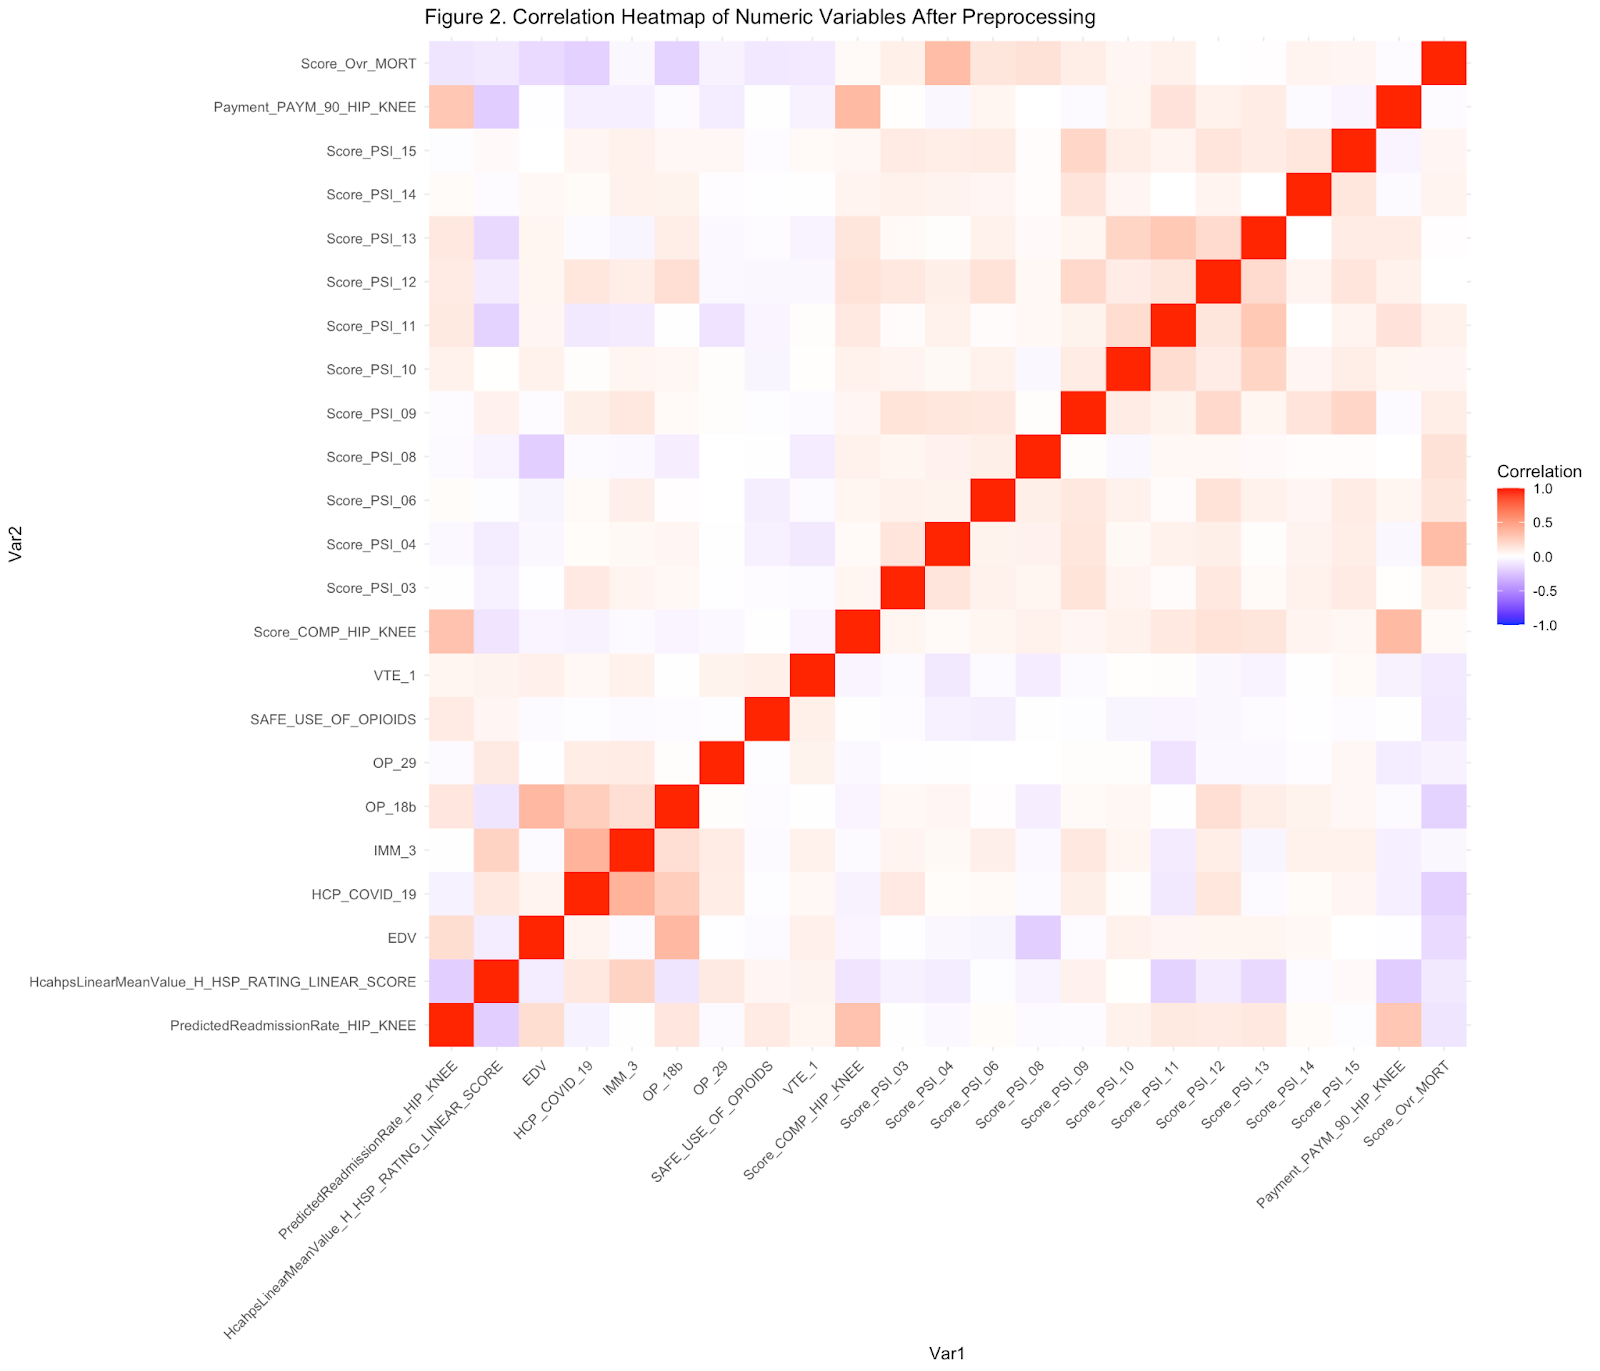 Figure 2. Correlation Heatmap of Numeric Variables After Preprocessing
Var2
Score_Ovr_MORT
Payment_PAYM_90_HIP_KNEE
Score_PSI_15
Score_PSI_14
Score_PSI_13
Score_PSI_12
Score_PSI_11
Score_PSI_10
Score_PSI_09
Score_PSI_08
Score_PSI_06
Score_PSI_04
Score_PSI_03
Score_COMP_HIP_KNEE
VTE_1
SAFE_USE_OF_OPIOIDS
OP_29
OP_18b
IMM_3
HCP_COVID_19
EDV
HcahpsLinearMeanValue_H_HSP_RATING_LINEAR_SCORE
PredictedReadmissionRate_HIP_KNEE
PredictedReadmissionRate_HIP_KNEE
HcahpsLinearMeanValue_H_HSP_RATING_LINEAR_SCORE
EDV
HCP_COVID_19
IMM_3
OP_18b
OP_29
SAFE_USE_OF_OPIOIDS
VTE_1
Score_COMP_HIP_KNEE
Score_PSI_03
Score_PSI_04
Score_PSI_06
Score_PSI_08
Score_PSI_09
Score_PSI_10
Score_PSI_11
Score_PSI_12
Score_PSI_13
Score_PSI_14
Score_PSI_15
Payment_PAYM_90_HIP_KNEE
Score_Ovr_MORT
Var1
Correlation
1.0
0.5
0.0
-0.5
-1.0